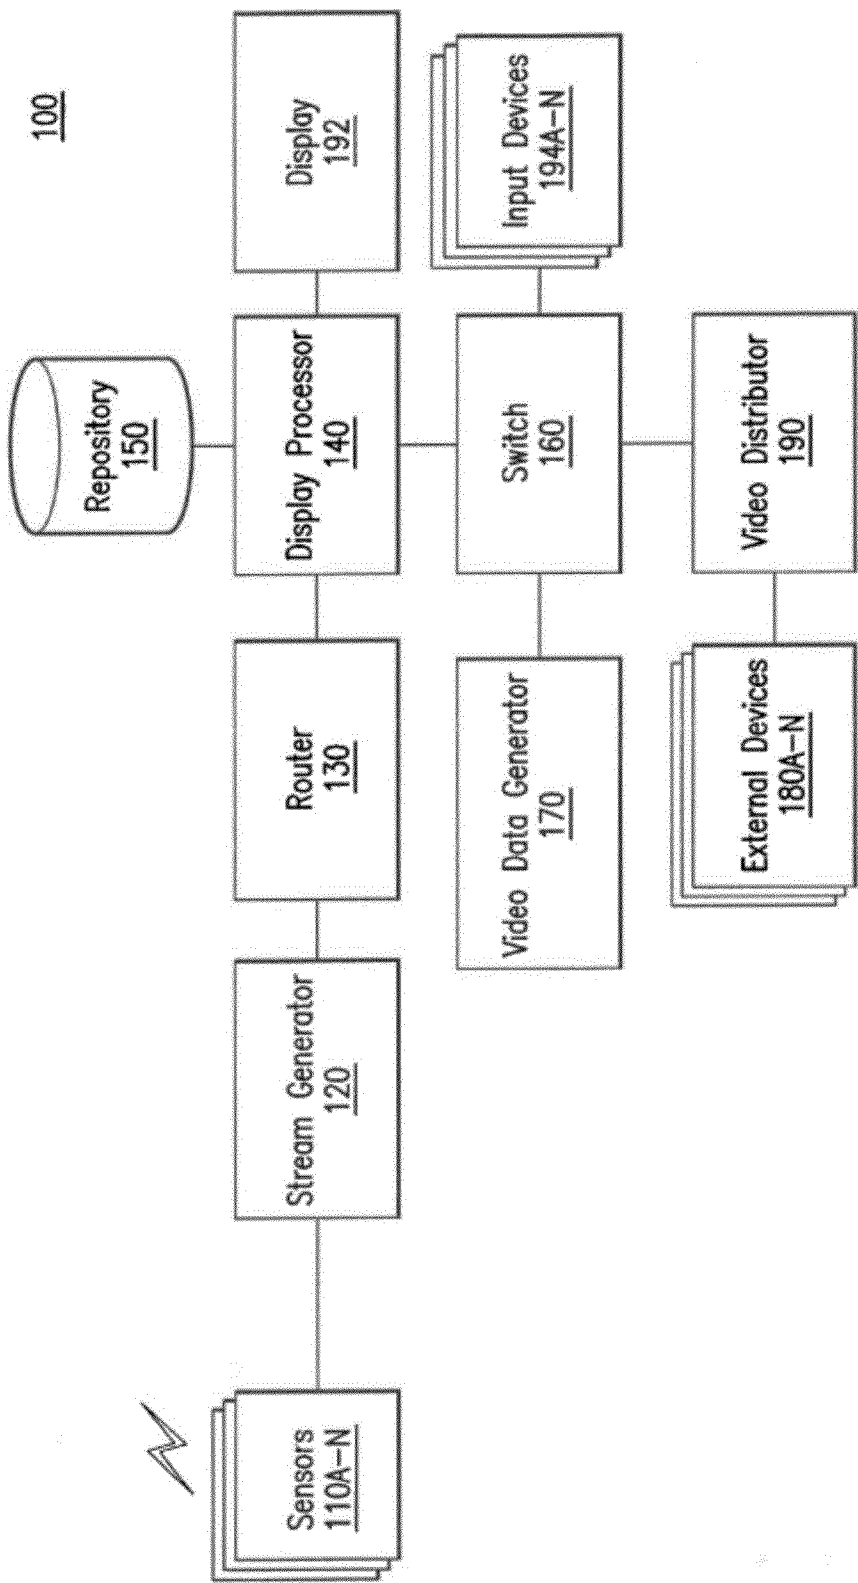 100
Repository
150
Sensors
110A-N
Stream Generator
120
Router
130
Display Processor
140
Display
192
Video Data Generator
170
Switch
160
Input Devices
194A-N
External Devices
180A-N
Video Distributor
190